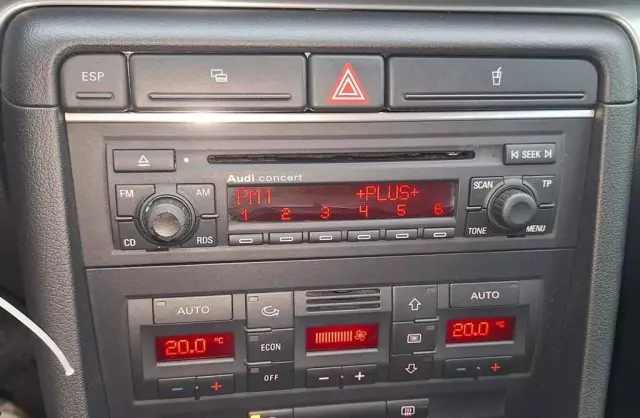 ESP
SEEK
Audi concert
FM AM
CD RDS
FM1 +PLUS+
1 2 3 4 5 6
SCAN TP
TONE MENU
AUTO AUTO
20.0 °C
ECON
OFF
20.0 °C
- +
- +
- +